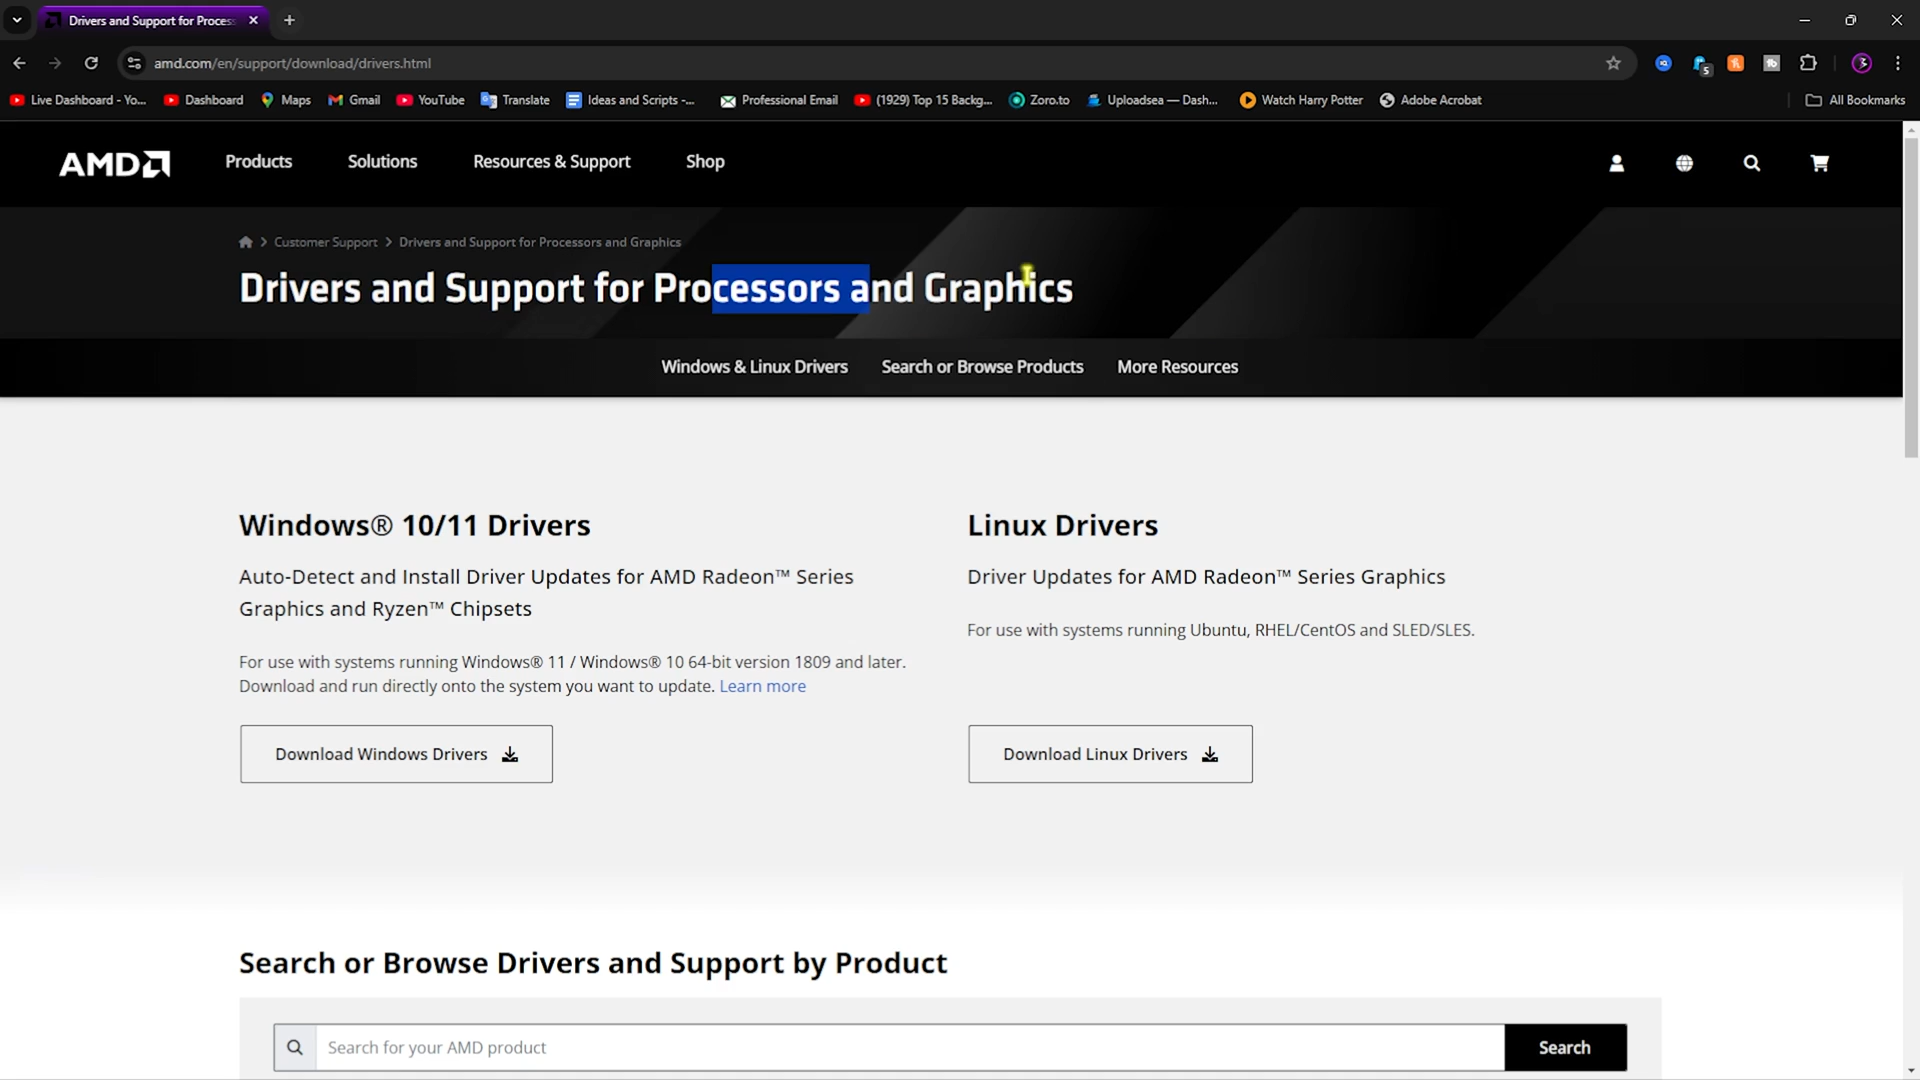 Drivers and Support for Process
amd.com/en/support/download/drivers.html
5
Live Dashboard - Yo... Dashboard Maps Gmail YouTube Translate Ideas and Scripts -... Professional Email (1929) Top 15 Backg... Zoro.to Uploadsea — Dash... Watch Harry Potter Adobe Acrobat All Bookmarks
AMD Products Solutions Resources & Support Shop
Customer Support Drivers and Support for Processors and Graphics
Drivers and Support for Processors and Graphics
Windows & Linux Drivers Search or Browse Products More Resources
Windows® 10/11 Drivers
Auto-Detect and Install Driver Updates for AMD Radeon™ Series
Graphics and Ryzen™ Chipsets
For use with systems running Windows® 11 / Windows® 10 64-bit version 1809 and later.
Download and run directly onto the system you want to update. Learn more
Download Windows Drivers
Linux Drivers
Driver Updates for AMD Radeon™ Series Graphics
For use with systems running Ubuntu, RHEL/CentOS and SLED/SLES.
Download Linux Drivers
Search or Browse Drivers and Support by Product
Search for your AMD product Search